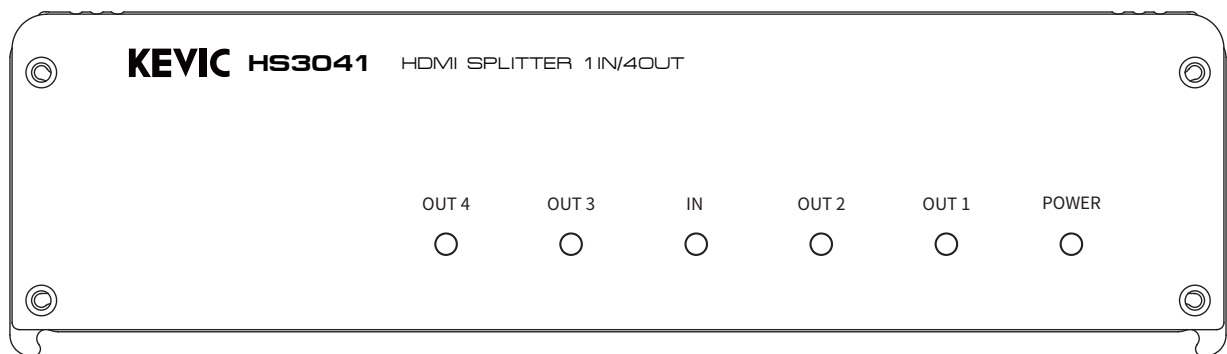 KEVIC HS3041 HDMI SPLITTER 1IN/4OUT
OUT 4 OUT 3 IN OUT 2 OUT 1 POWER